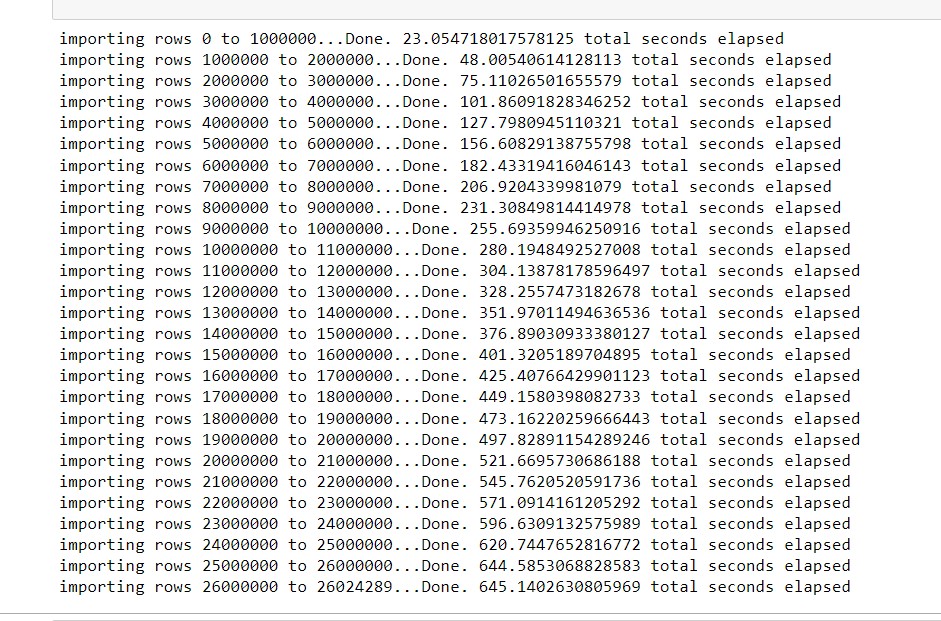 importing rows 0 to 1000000...Done. 23.054718017578125 total seconds elapsed
importing rows 1000000 to 2000000...Done. 48.00540614128113 total seconds elapsed
importing rows 2000000 to 3000000...Done. 75.11026501655579 total seconds elapsed
importing rows 3000000 to 4000000...Done. 101.86091828346252 total seconds elapsed
importing rows 4000000 to 5000000...Done. 127.7980945110321 total seconds elapsed
importing rows 5000000 to 6000000...Done. 156.60829138755798 total seconds elapsed
importing rows 6000000 to 7000000...Done. 182.43319416046143 total seconds elapsed
importing rows 7000000 to 8000000...Done. 206.9204339981079 total seconds elapsed
importing rows 8000000 to 9000000...Done. 231.30849814414978 total seconds elapsed
importing rows 9000000 to 10000000...Done. 255.69359946250916 total seconds elapsed
importing rows 10000000 to 11000000...Done. 280.1948492527008 total seconds elapsed
importing rows 11000000 to 12000000...Done. 304.13878178596497 total seconds elapsed
importing rows 12000000 to 13000000...Done. 328.2557473182678 total seconds elapsed
importing rows 13000000 to 14000000...Done. 351.97011494636536 total seconds elapsed
importing rows 14000000 to 15000000...Done. 376.89030933380127 total seconds elapsed
importing rows 15000000 to 16000000...Done. 401.3205189704895 total seconds elapsed
importing rows 16000000 to 17000000...Done. 425.40766429901123 total seconds elapsed
importing rows 17000000 to 18000000...Done. 449.1580398082733 total seconds elapsed
importing rows 18000000 to 19000000...Done. 473.16220259666443 total seconds elapsed
importing rows 19000000 to 20000000...Done. 497.82891154289246 total seconds elapsed
importing rows 20000000 to 21000000...Done. 521.6695730686188 total seconds elapsed
importing rows 21000000 to 22000000...Done. 545.7620520591736 total seconds elapsed
importing rows 22000000 to 23000000...Done. 571.0914161205292 total seconds elapsed
importing rows 23000000 to 24000000...Done. 596.6309132575989 total seconds elapsed
importing rows 24000000 to 25000000...Done. 620.7447652816772 total seconds elapsed
importing rows 25000000 to 26000000...Done. 644.5853068828583 total seconds elapsed
importing rows 26000000 to 26024289...Done. 645.1402630805969 total seconds elapsed